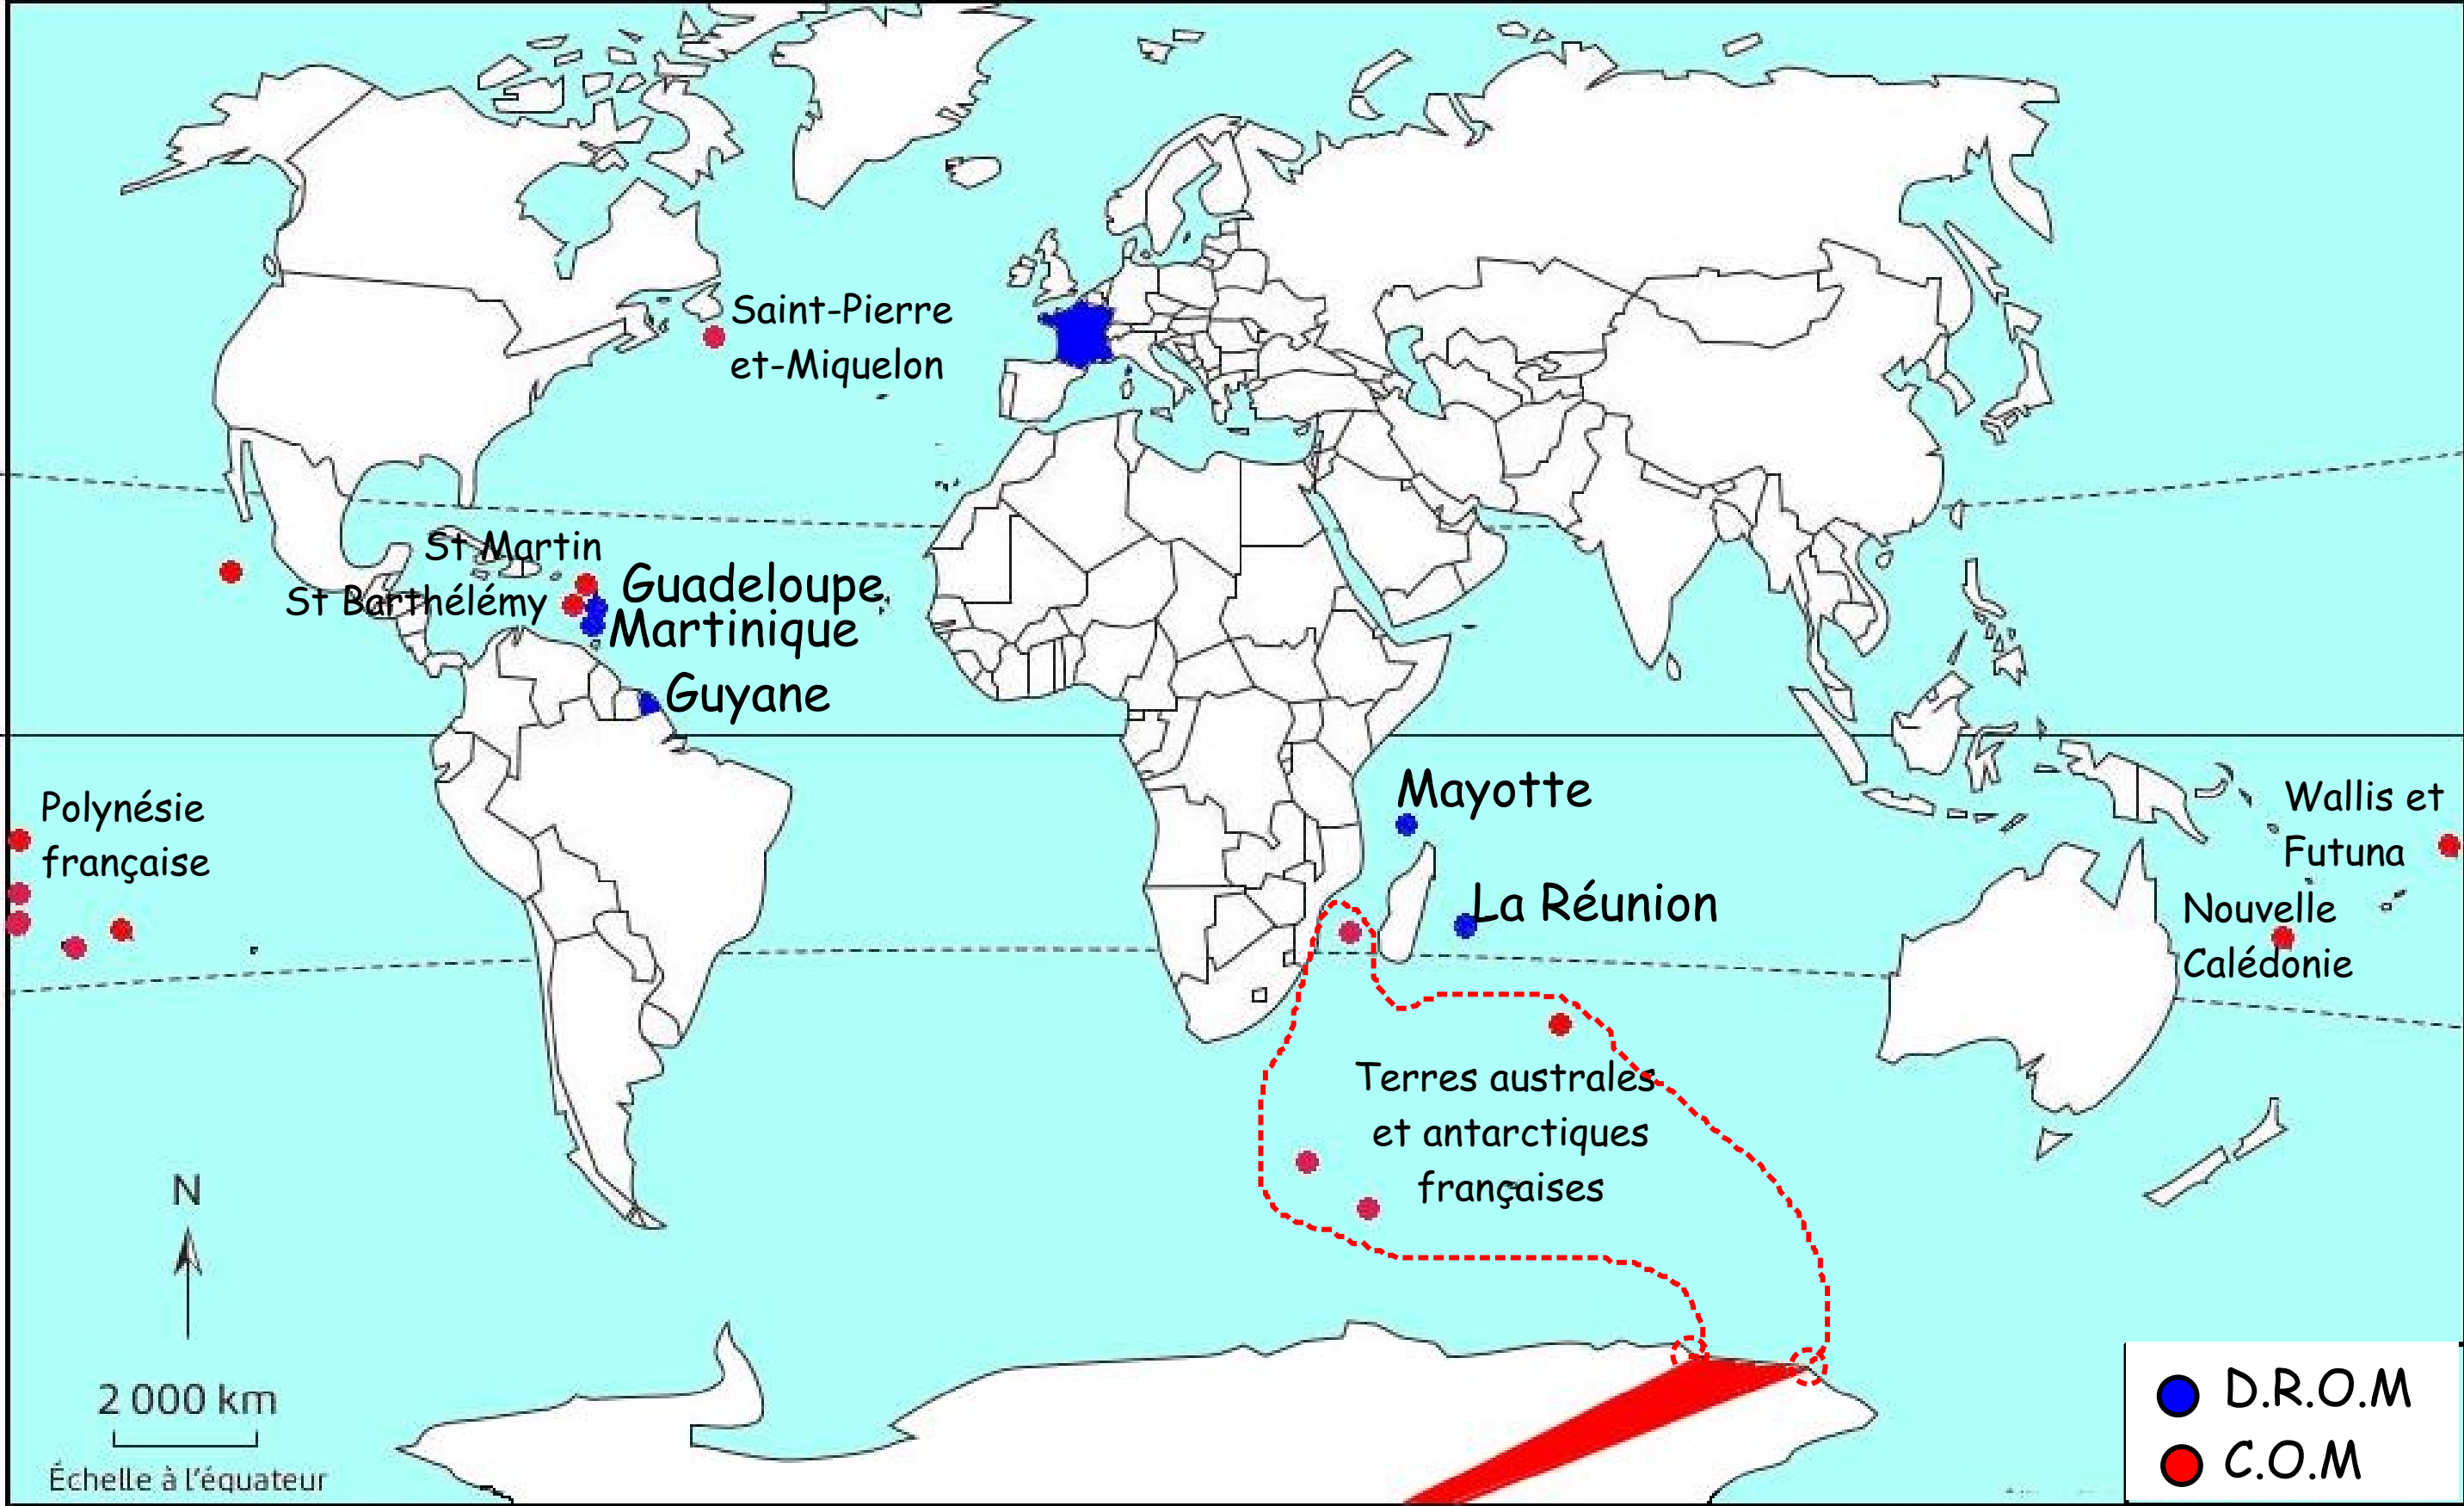 Saint-Pierre
et-Miquelon
St Martin
St Barthélémy
Guadeloupe
Martinique
Guyane
Polynésie
française
Mayotte
La Réunion
Wallis et
Futuna
Nouvelle
Calédonie
Terres australes
et antarctiques
françaises
N
2 000 km
Échelle à l'équateur
D.R.O.M
C.O.M